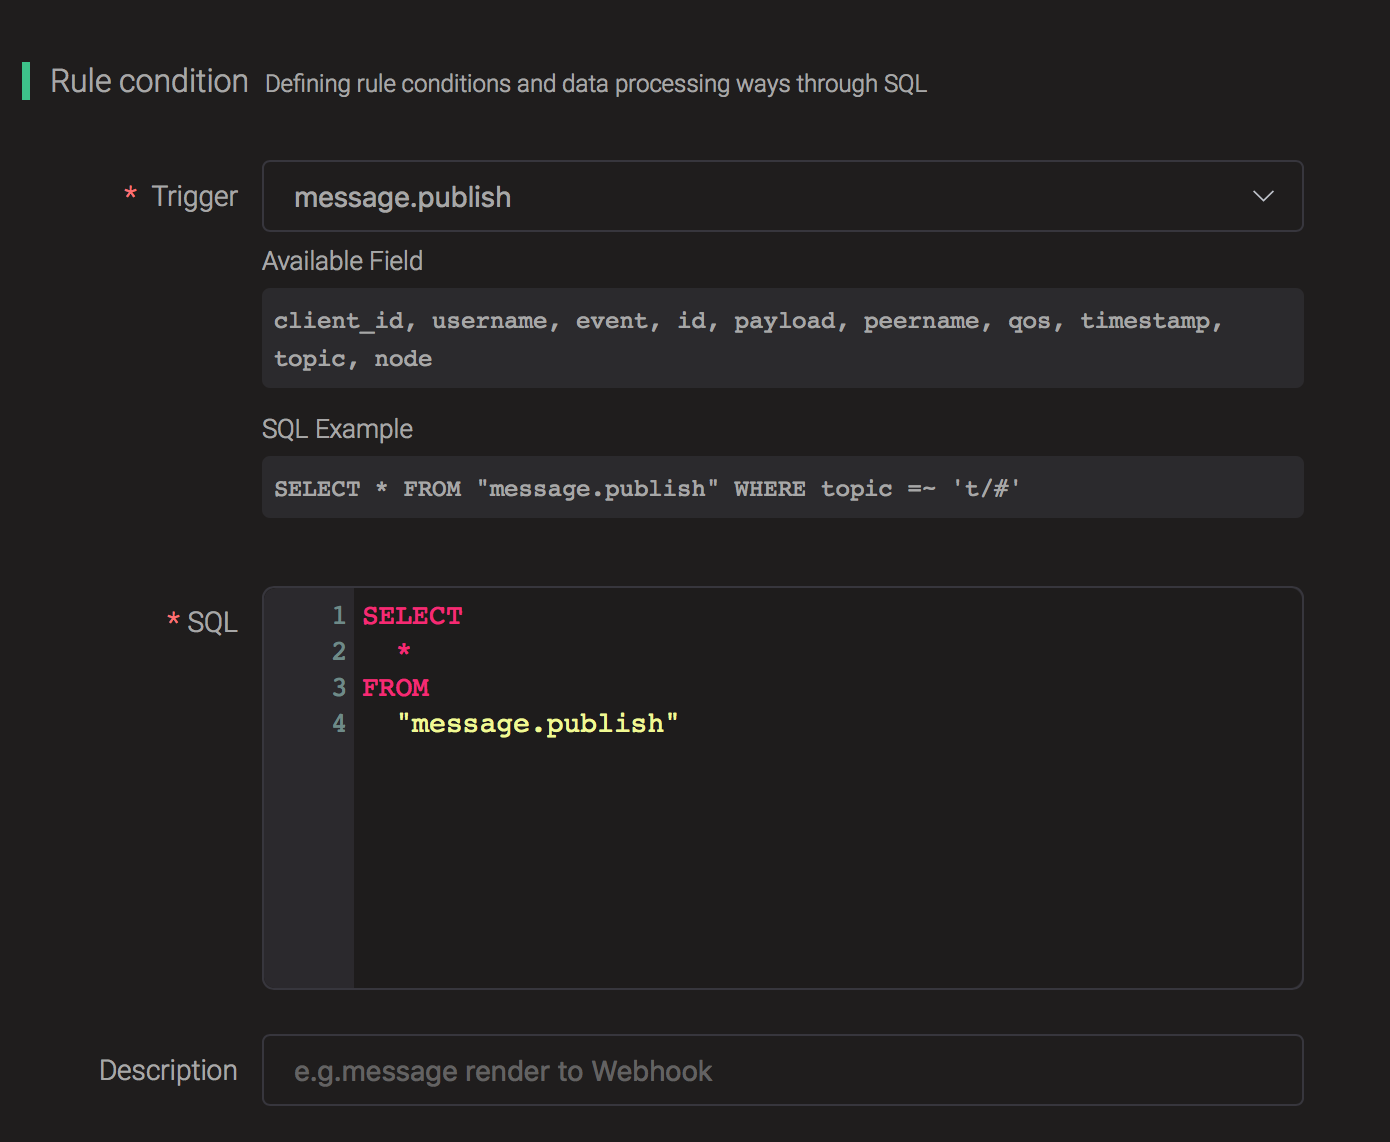 Rule condition Defining rule conditions and data processing ways through SQL
* Trigger message.publish
Available Field
client_id, username, event, id, payload, peername, qos, timestamp,
topic, node
SQL Example
SELECT * FROM "message.publish" WHERE topic =~ 't/#'
* SQL
1 SELECT
2 *
3 FROM
4 "message.publish"
Description e.g.message render to Webhook